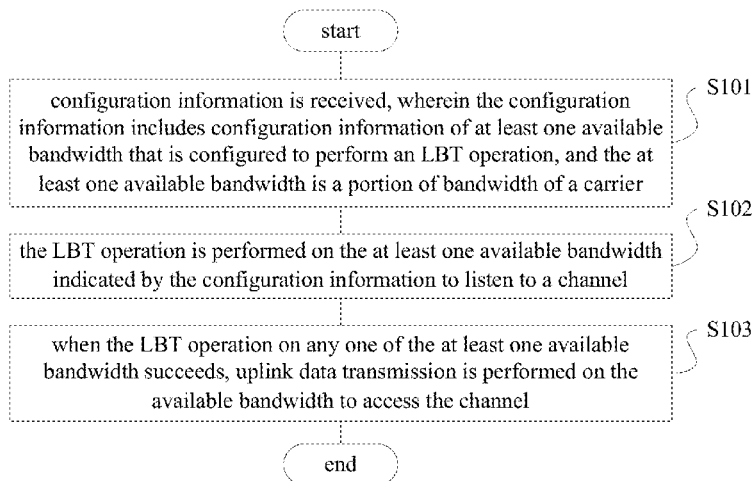 start
S101
configuration information is received, wherein the configuration
information includes configuration information of at least one available
bandwidth that is configured to perform an LBT operation, and the at
least one available bandwidth is a portion of bandwidth of a carrier
S102
the LBT operation is performed on the at least one available bandwidth
indicated by the configuration information to listen to a channel
S103
when the LBT operation on any one of the at least one available
bandwidth succeeds, uplink data transmission is performed on the
available bandwidth to access the channel
end